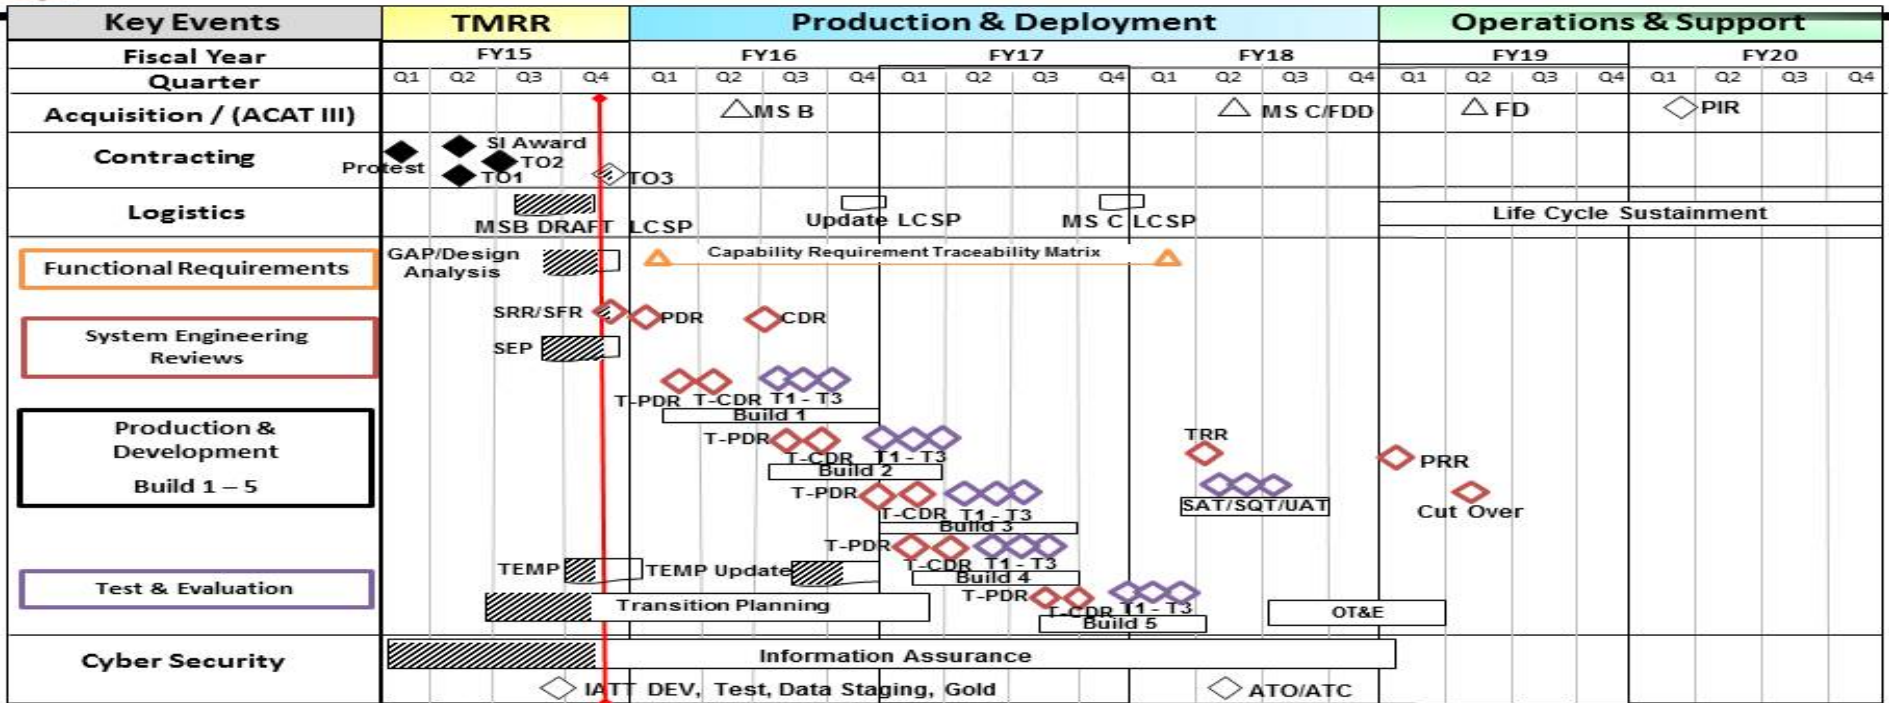 Key Events TMRR Production & Deployment Operations & Support
Fiscal Year FY15 FY16 FY17 FY18 FY19 FY20
Quarter Q1 Q2 Q3 Q4 Q1 Q2 Q3 Q4 Q1 Q2 Q3 Q4 Q1 Q2 Q3 Q4 Q1 Q2 Q3 Q4 Q1 Q2 Q3 Q4
Acquisition / (ACAT III) MS B MS C/FDD FD PIR
Contracting
SI Award
Protest
TO2
TO1
TO3
Logistics
MSB DRAFT LCSP
Update LCSP
MS C LCSP
Life Cycle Sustainment
Functional Requirements
GAP/Design
Analysis
Capability Requirement Traceability Matrix
System Engineering
Reviews
SRR/SFR
PDR
CDR
SEP
T-PDR T-CDR T1 - T3
Build 1
Production &
Development
Build 1 – 5
T-PDR
T-CDR T1 - T3
Build 2
T-PDR
T-CDR T1 - T3
Build 3
TRR
SAT/SQT/UAT
PRR
Cut Over
T-PDR
T-CDR T1 - T3
Build 4
Test & Evaluation
TEMP
TEMP Update
T-PDR
T-CDR T1 - T3
Build 5
Transition Planning
OT&E
Cyber Security
Information Assurance
IATT DEV, Test, Data Staging, Gold
ATO/ATC